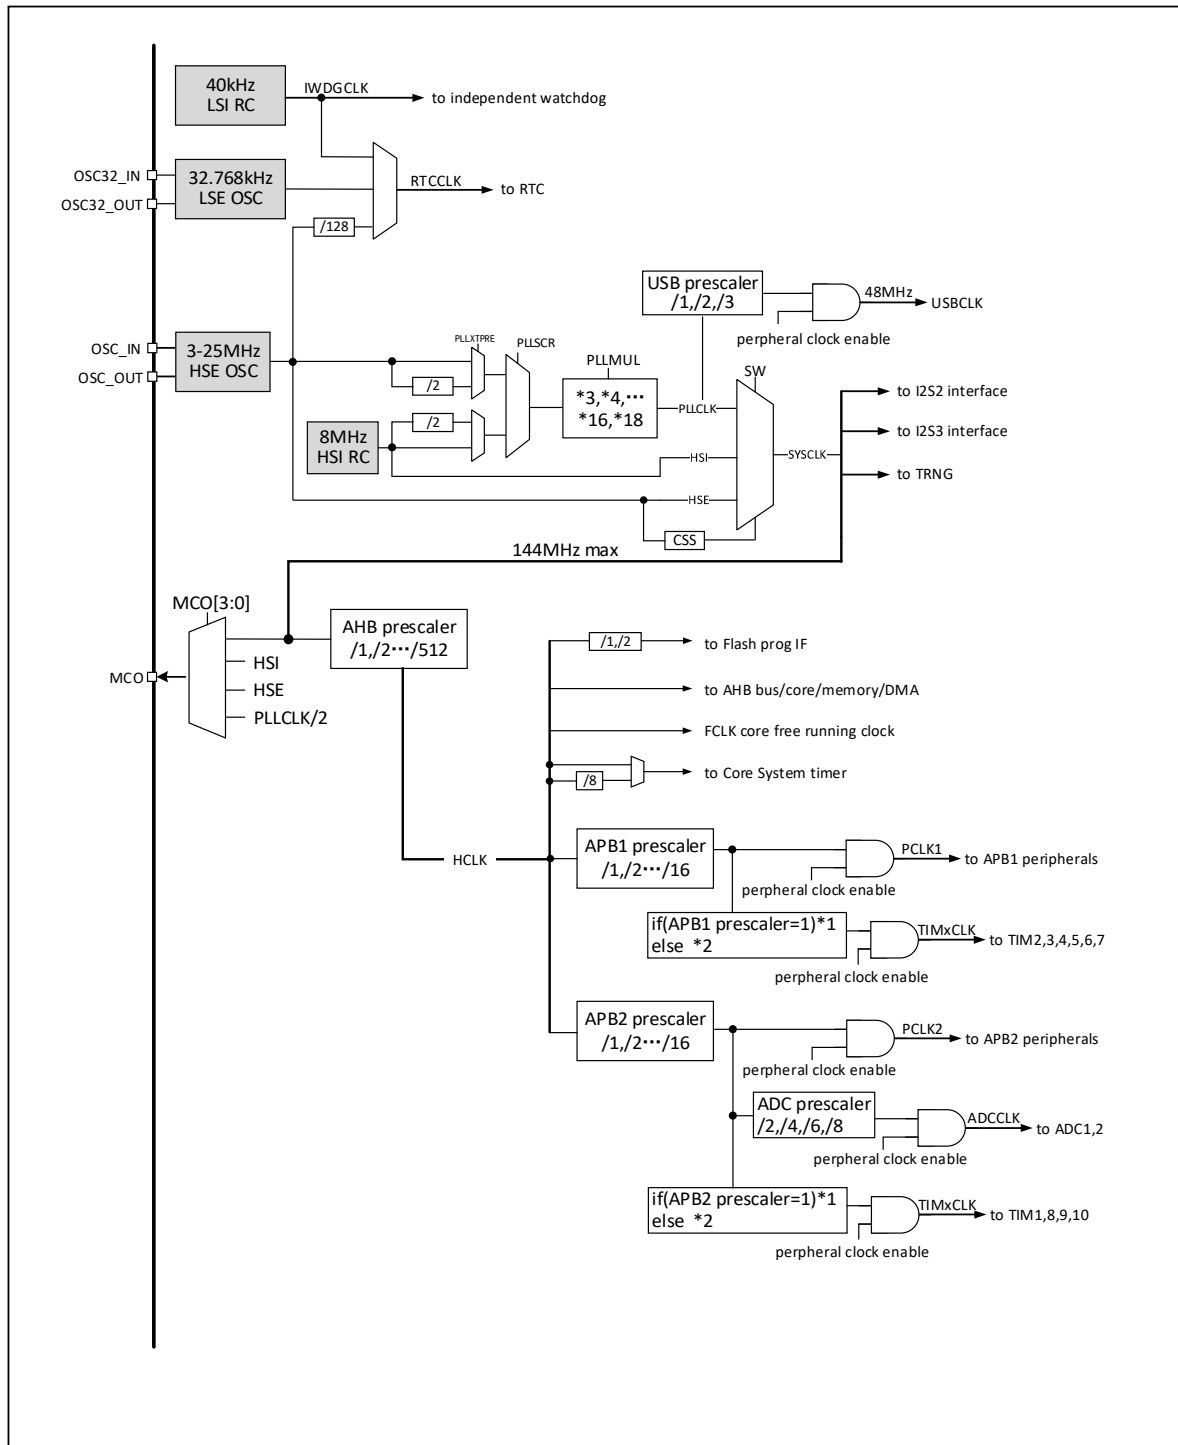 40kHz
LSI RC
IWDGCLK
to independent watchdog
OSC32_IN
OSC32_OUT
32.768kHz
LSE OSC
RTCCLK
to RTC
/128
USB prescaler
/1,/2,/3
48MHz
USBCLK
perpheral clock enable
OSC_IN
OSC_OUT
3-25MHz
HSE OSC
PLLXTPRE
PLLSCR
/2
PLLMUL
*3,*4,···
*16,*18
PLLCLK
SW
/2
8MHz
HSI RC
HSI
HSE
CSS
SYSCLK
to I2S2 interface
to I2S3 interface
to TRNG
144MHz max
MCO[3:0]
MCO
HSI
HSE
PLLCLK/2
AHB prescaler
/1,/2···/512
/1,/2
to Flash prog IF
to AHB bus/core/memory/DMA
FCLK core free running clock
/8
to Core System timer
HCLK
APB1 prescaler
/1,/2···/16
PCLK1
to APB1 peripherals
perpheral clock enable
if(APB1 prescaler=1)*1
else *2
TIMxCLK
to TIM2,3,4,5,6,7
perpheral clock enable
APB2 prescaler
/1,/2···/16
PCLK2
to APB2 peripherals
perpheral clock enable
ADC prescaler
/2,/4,/6,/8
ADCCLK
to ADC1,2
perpheral clock enable
if(APB2 prescaler=1)*1
else *2
TIMxCLK
to TIM1,8,9,10
perpheral clock enable